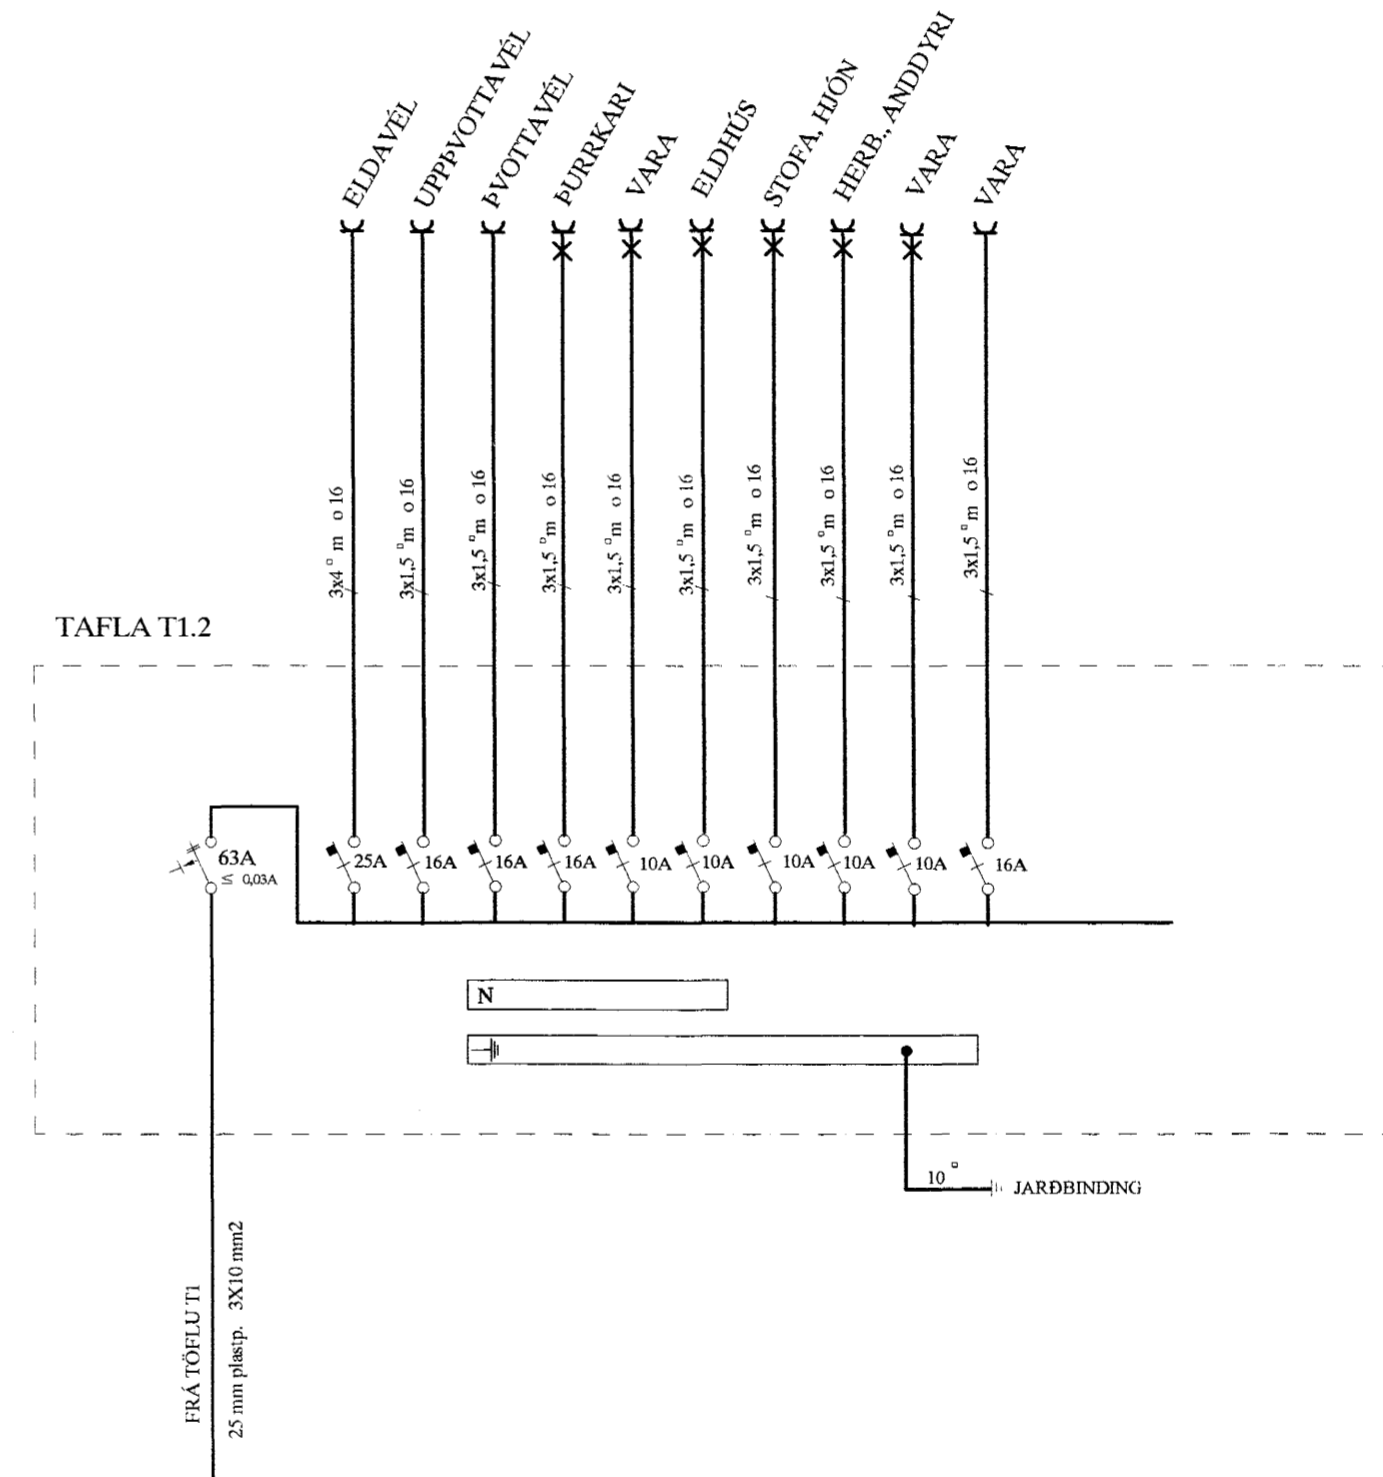 ELDAVÉL
UPPÞVOTTAVÉL
ÞVOTTAVÉL
ÞURRKARI
VARA
ELDHÚS
STOFA, HJÓN
HERB., ANDDYRI
VARA
VARA
3x4 □ m o 16
3x1,5 □m o 16
3x1,5 □m o 16
3x1,5 □m o 16
3x1,5 □m o 16
3x1,5 □m o 16
3x1,5 □m o 16
3x1,5 □m o 16
3x1,5 □m o 16
3x1,5 □m o 16
TAFLA T1.2
63A
≤ 0,03A
25A
16A
16A
16A
10A
10A
10A
10A
10A
16A
N
10 □
JARÐBINDING
FRÁ TÖFLU T1
25 mm plastp. 3X10 mm2